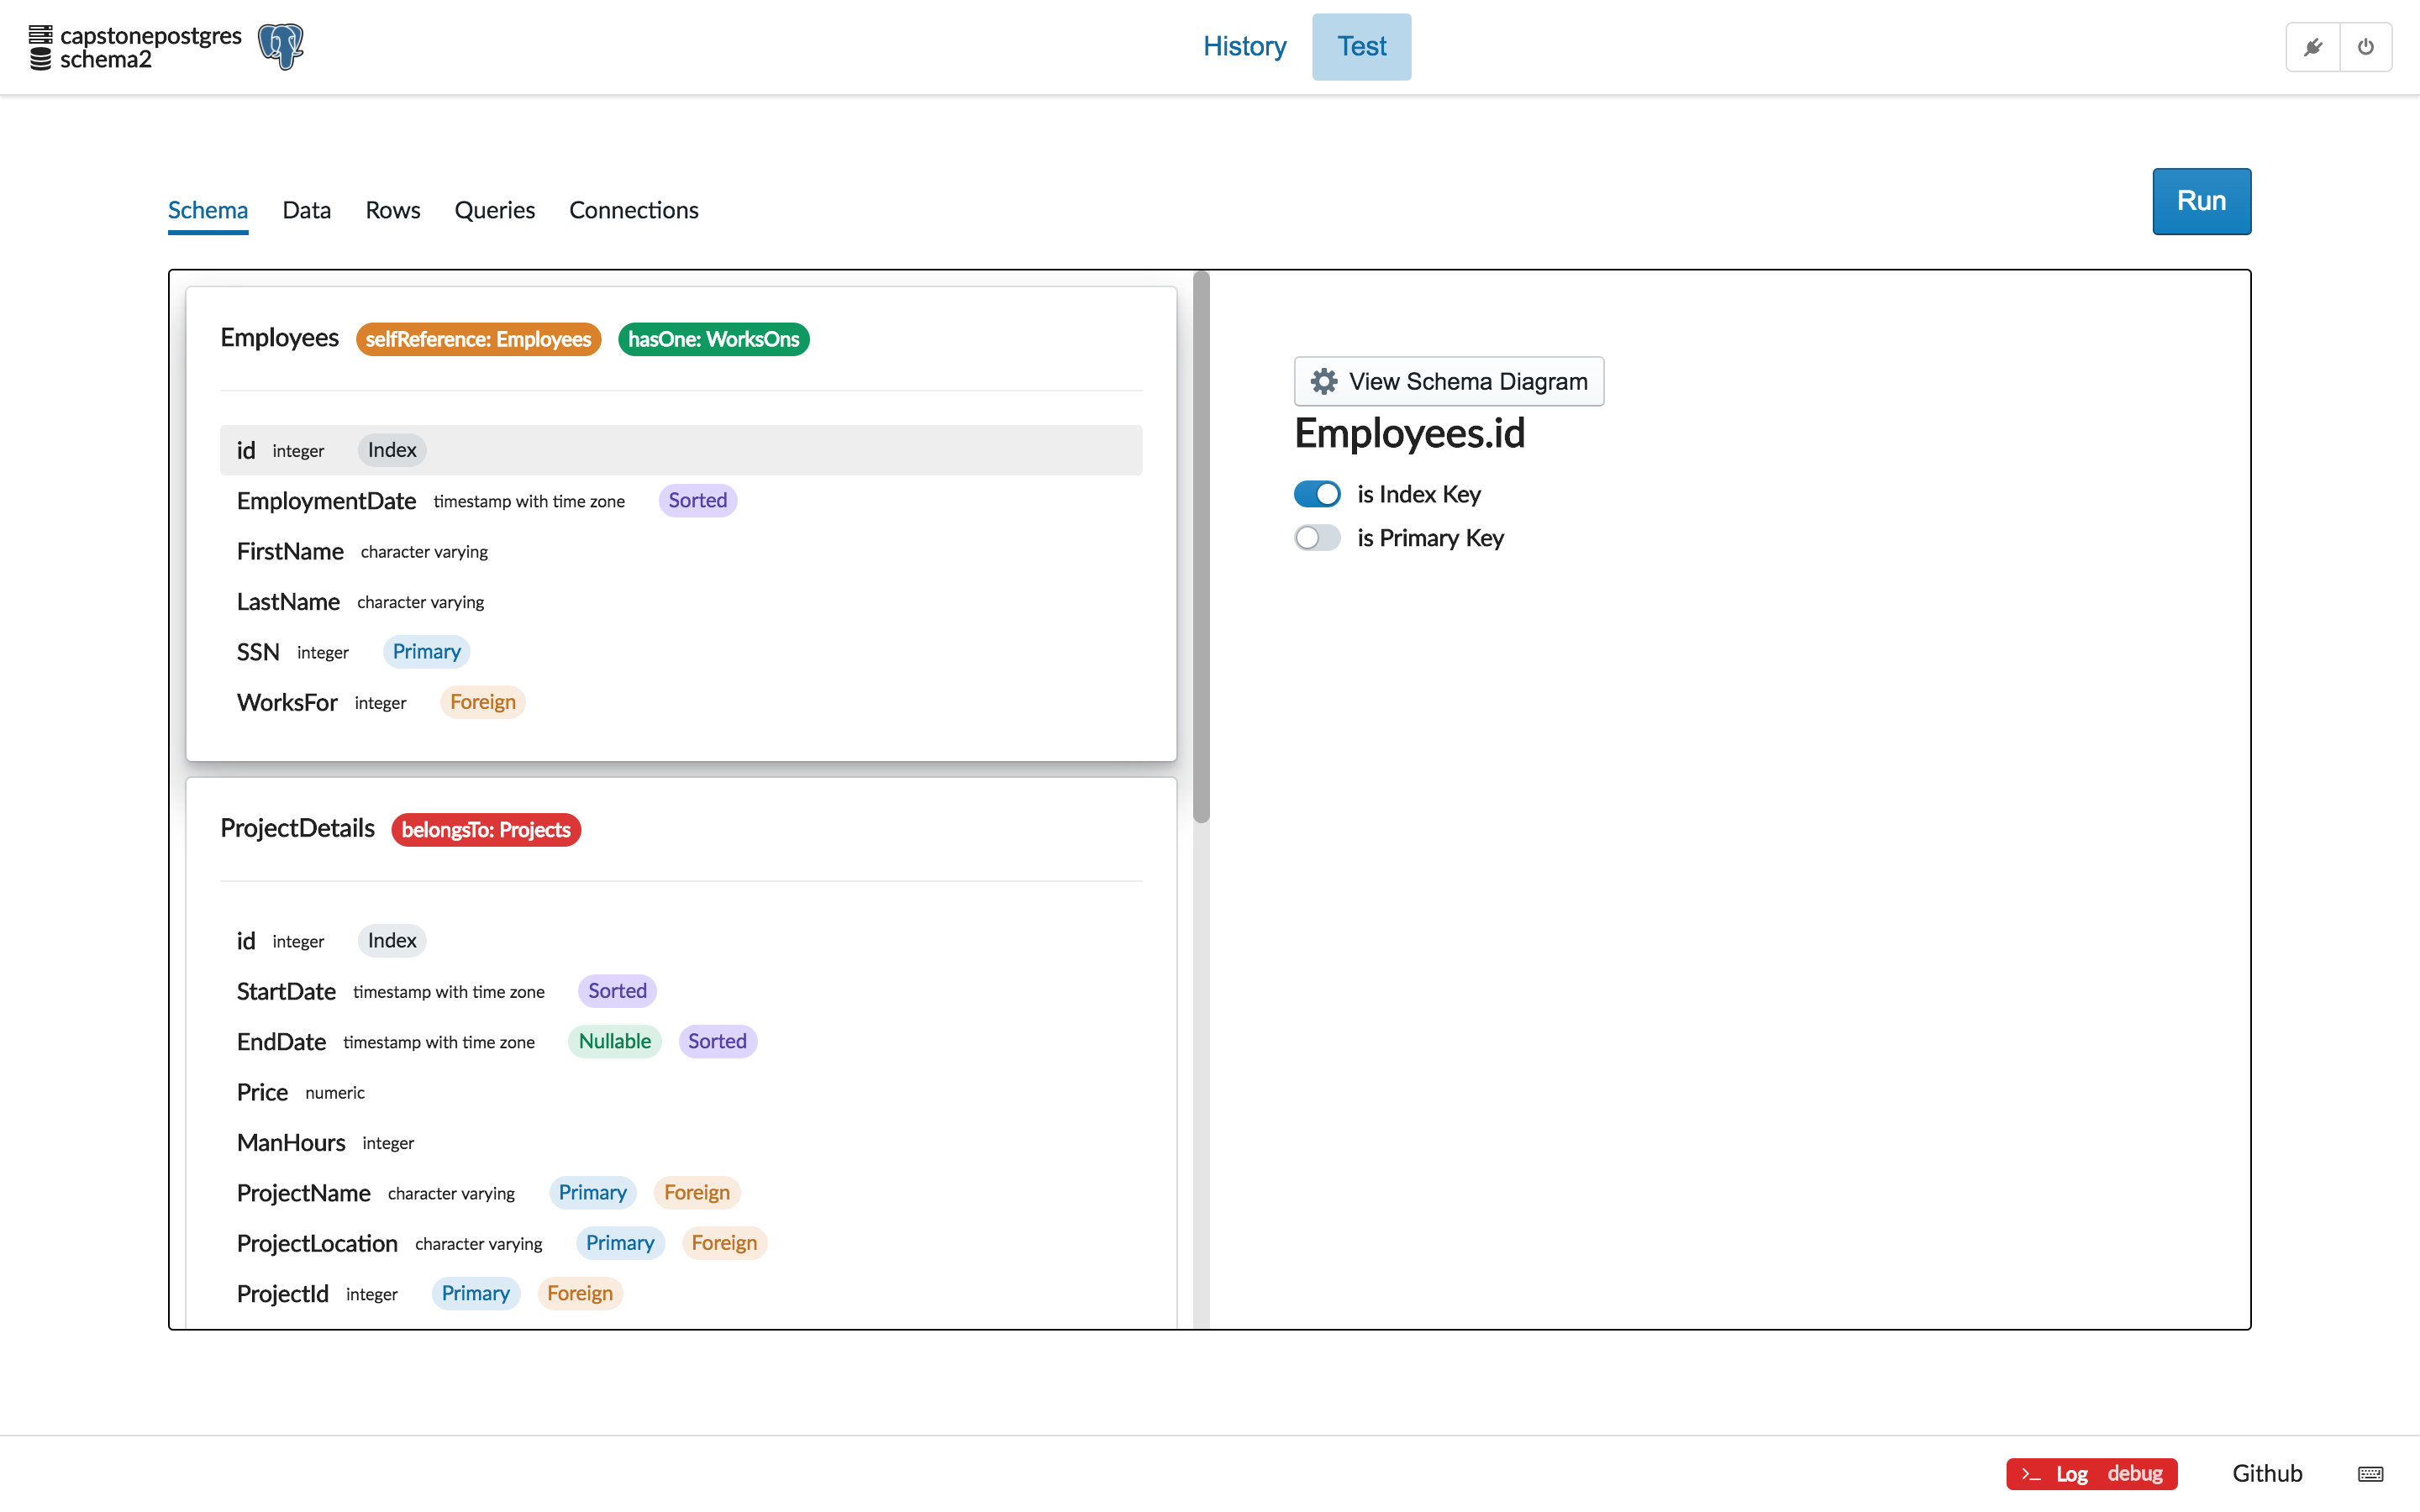 capstonepostgres
schema2
History Test
Schema Data Rows Queries Connections
Run
Employees selfReference: Employees hasOne: WorksOns
id integer Index
EmploymentDate timestamp with time zone Sorted
FirstName character varying
LastName character varying
SSN integer Primary
WorksFor integer Foreign
ProjectDetails belongsTo: Projects
id integer Index
StartDate timestamp with time zone Sorted
EndDate timestamp with time zone Nullable Sorted
Price numeric
ManHours integer
ProjectName character varying Primary Foreign
ProjectLocation character varying Primary Foreign
ProjectId integer Primary Foreign
View Schema Diagram
Employees.id
is Index Key
is Primary Key
Log debug Github